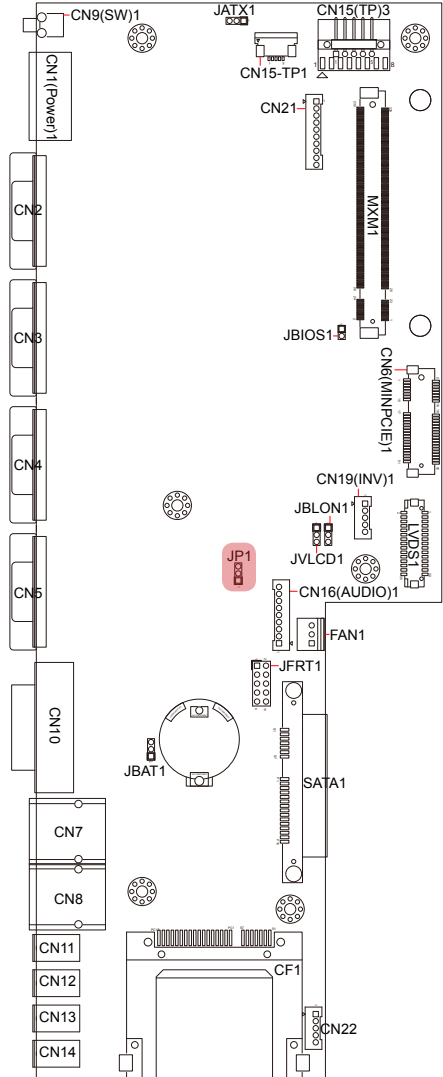 CN9(SW)1
JATX1
CN15(TP)3
CN1(Power)1
1
8
CN15-TP1
CN21
CN2
MXM1
CN3
JBIOS1
CN6(MINPCIE)1
CN4
CN19(INV)1
JBLON1
LVDS1
JVLCD1
JP1
CN5
CN16(AUDIO)1
FAN1
JFRT1
CN10
JBAT1
SATA1
CN7
CN8
CN11
CF1
CN12
CN13
CN22
CN14